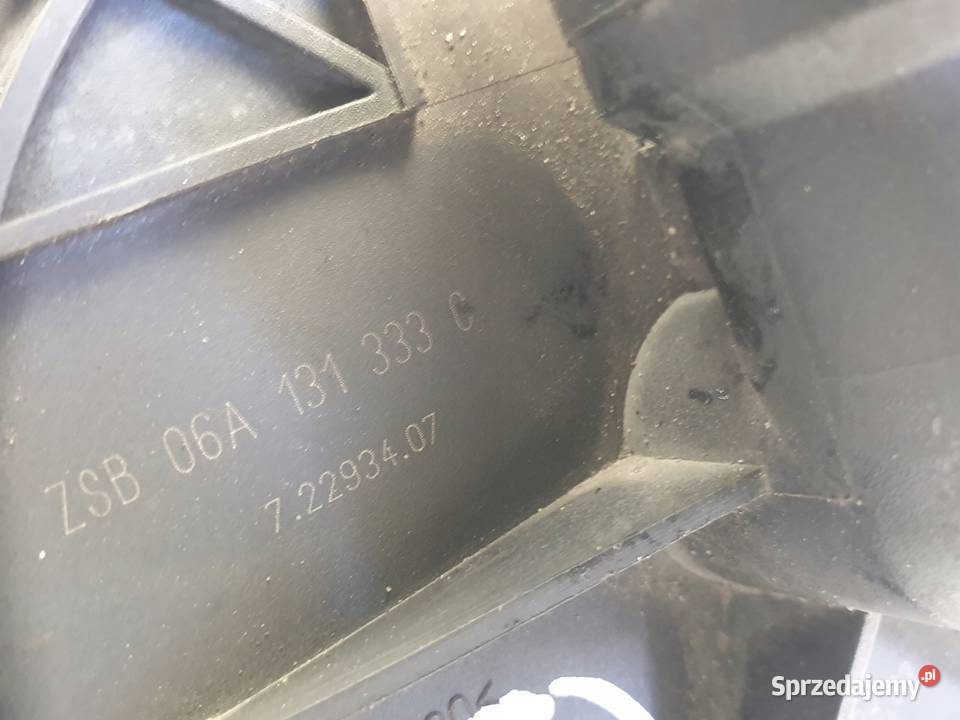 ZSB 06A 131 333 C
7.22934.07
Sprzedajemy.pl